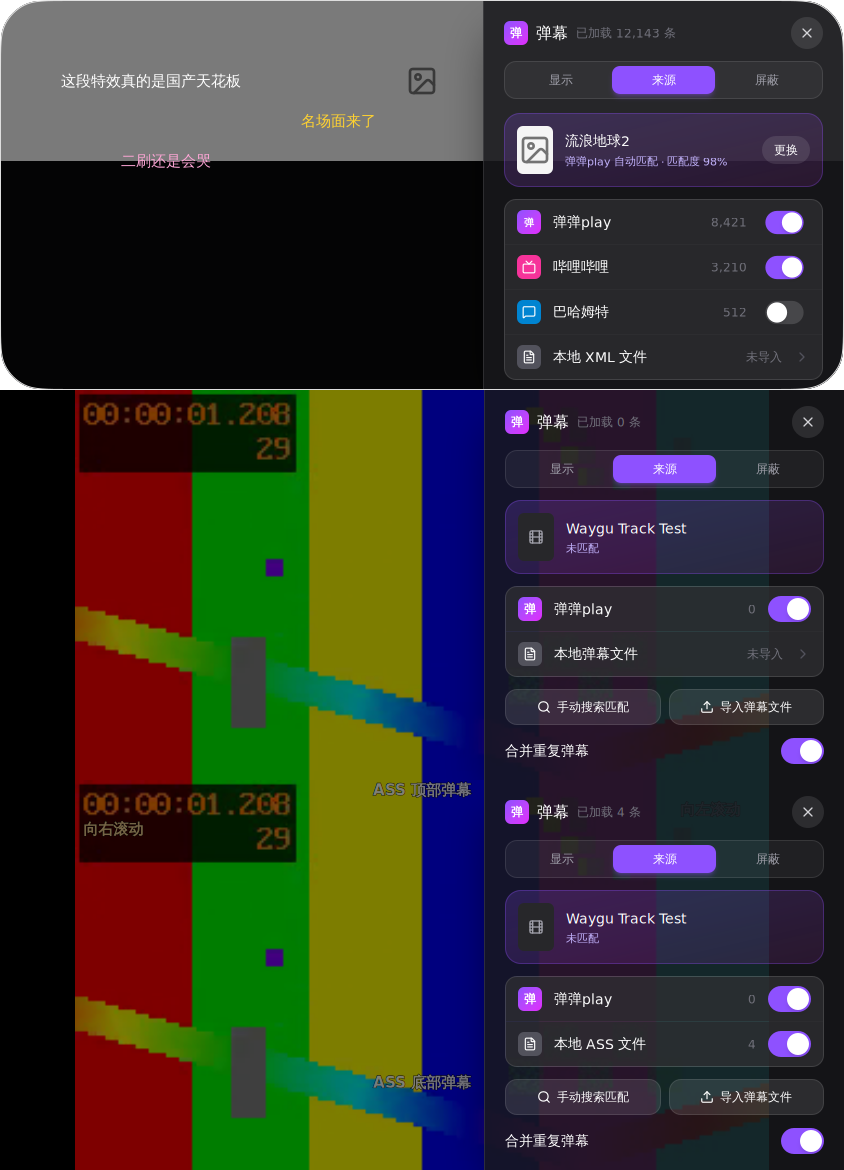 弹 弹幕 已加载 12,143 条
显示 来源 屏蔽
这段特效真的是国产天花板
名场面来了
二刷还是会哭
流浪地球2
弹弹play 自动匹配 · 匹配度 98%
更换
弹 弹弹play 8,421
哔哩哔哩 3,210
巴哈姆特 512
本地 XML 文件 未导入
00:00:01.208
29
弹 弹幕 已加载 0 条
显示 来源 屏蔽
Waygu Track Test
未匹配
弹 弹弹play 0
本地弹幕文件 未导入
手动搜索匹配 导入弹幕文件
合并重复弹幕
ASS 顶部弹幕
00:00:01.208
29
向右滚动
弹 弹幕 已加载 4 条
显示 来源 屏蔽
Waygu Track Test
未匹配
弹 弹弹play 0
本地 ASS 文件 4
ASS 底部弹幕
手动搜索匹配 导入弹幕文件
合并重复弹幕